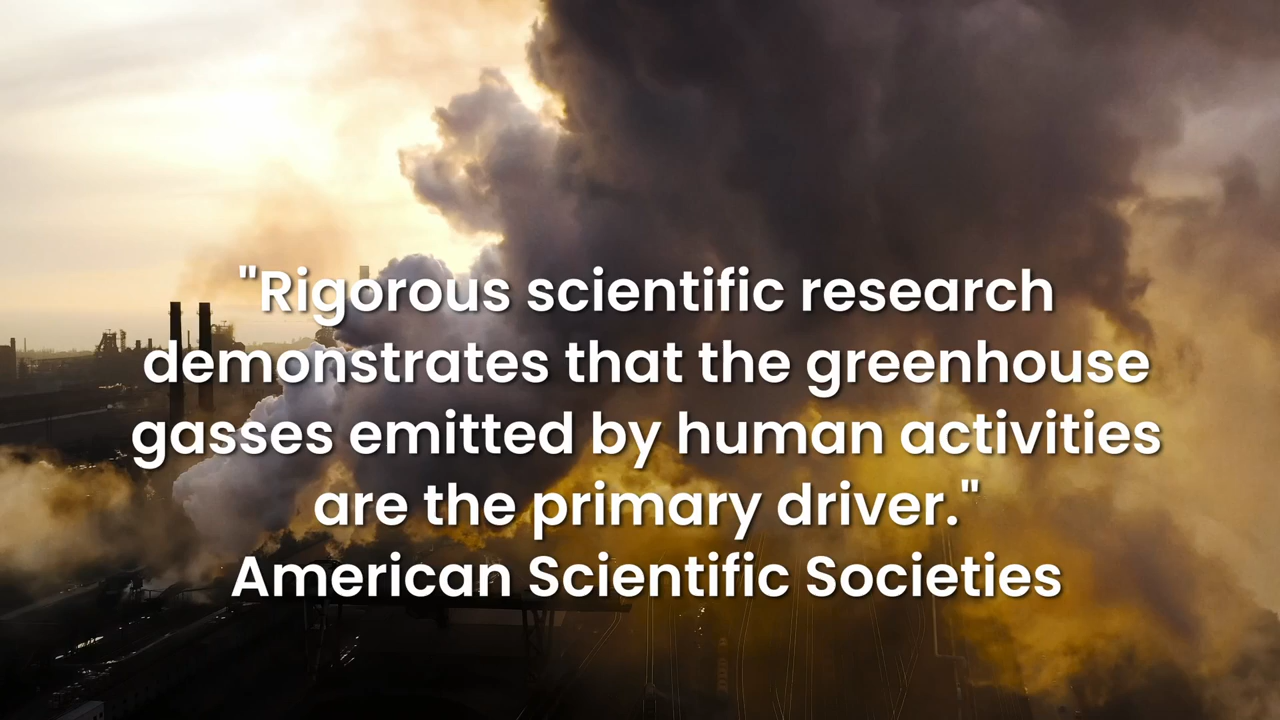 "Rigorous scientific research
demonstrates that the greenhouse
gasses emitted by human activities
are the primary driver."
American Scientific Societies